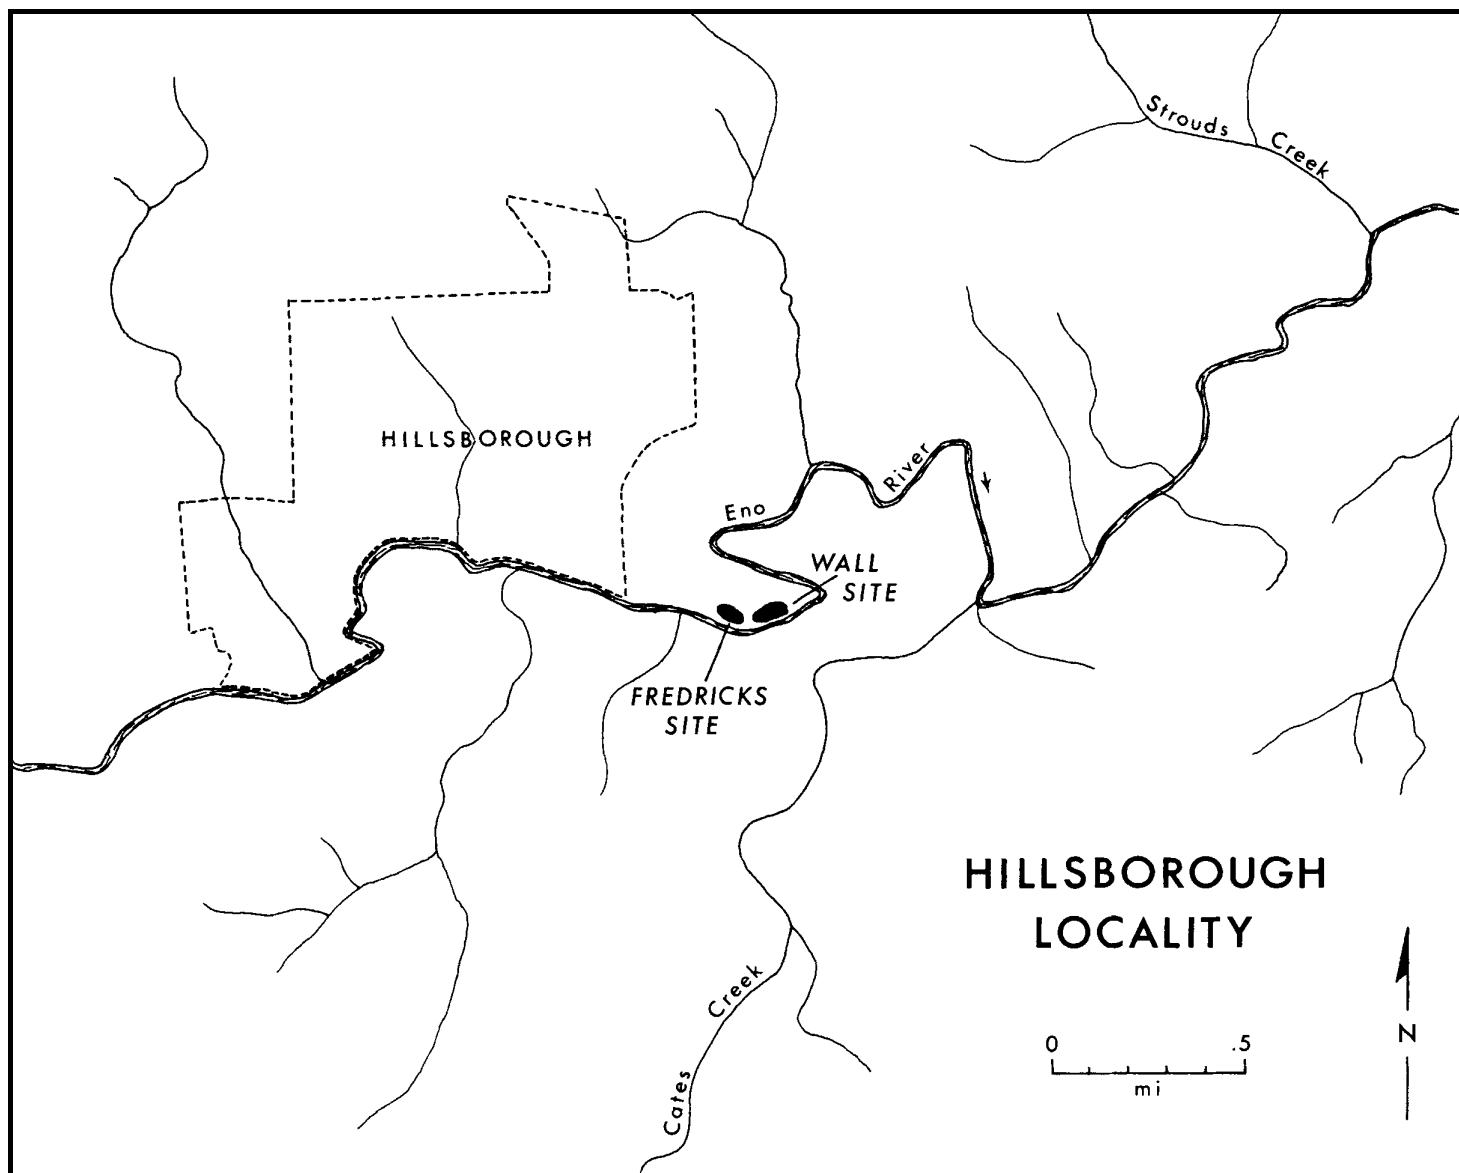 Strouds Creek
HILLSBOROUGH
Eno River
WALL
SITE
FREDRICKS
SITE
HILLSBOROUGH
LOCALITY
Cates Creek
0 .5
mi
N